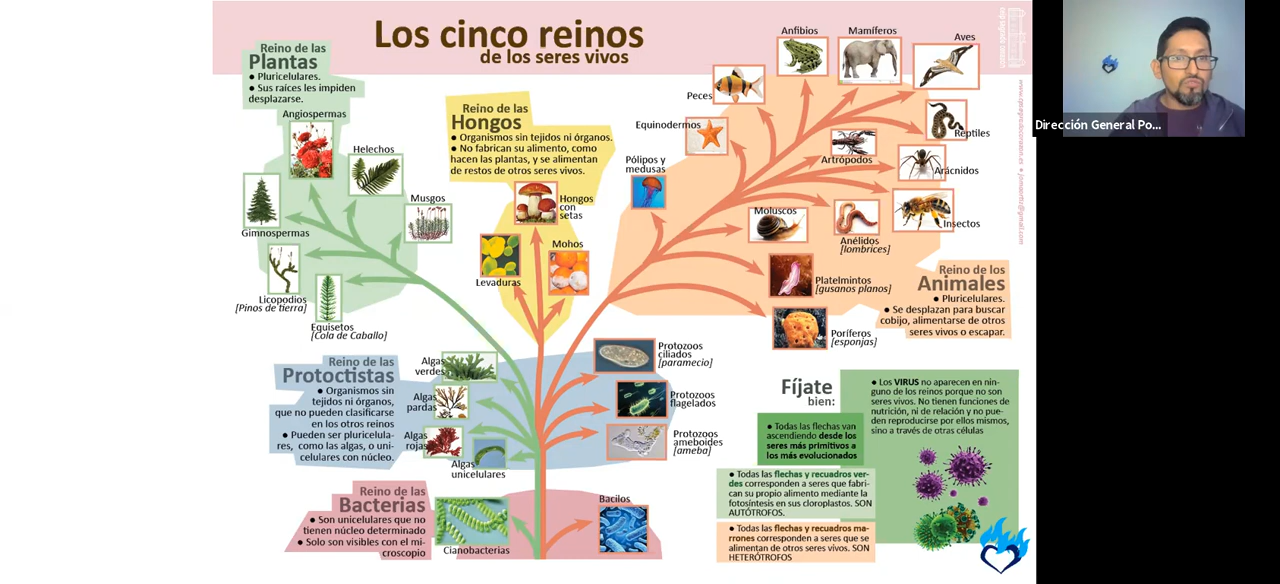 Los cinco reinos
de los seres vivos
Reino de las
Plantas
● Pluricelulares.
● Sus raíces les impiden
desplazarse.
Angiospermas
Helechos
Musgos
Gimnospermas
Licopodios
[Pinos de tierra]
Equisetos
[Cola de Caballo]
Reino de los
Hongos
● Organismos sin tejidos ni órganos.
● No fabrican su alimento, como
hacen las plantas, y se alimentan
de restos de otros seres vivos.
Hongos
con
setas
Levaduras
Mohos
Anfibios
Mamíferos
Aves
Peces
Equinodermos
Reptiles
Artrópodos
Arácnidos
Pólipos y
medusas
Insectos
Moluscos
Anélidos
[lombrices]
Platelmintos
[gusanos planos]
Poríferos
[esponjas]
Reino de los
Animales
● Pluricelulares.
● Se desplazan para buscar
cobijo, alimentarse de otros
seres vivos o escapar.
Reino de los
Protoctistas
● Organismos sin
tejidos ni órganos,
que no pueden clasificarse
en los otros reinos
● Pueden ser pluricelula-
res, como las algas, o uni-
celulares con núcleo.
Algas
verdes
Algas
pardas
Algas
rojas
Algas
unicelulares
Protozoos
ciliados
[paramecio]
Protozoos
flagelados
Protozoos
ameboides
[ameba]
Reino de las
Bacterias
● Son unicelulares que no
tienen núcleo determinado
● Solo son visibles con el mi-
croscopio
Cianobacterias
Bacilos
Fíjate
bien:
● Todas las flechas van
ascendiendo desde los
seres más primitivos a
los más evolucionados
● Todas las flechas y recuadros ver-
des corresponden a seres que fabri-
can su propio alimento mediante la
fotosíntesis en sus cloroplastos. SON
AUTÓTROFOS.
● Todas las flechas y recuadros ma-
rrones corresponden a seres que se
alimentan de otros seres vivos. SON
HETERÓTROFOS
● Los VIRUS no aparecen en nin-
guno de los reinos porque no son
seres vivos. No tienen funciones de
nutrición, ni de relación y no pue-
den reproducirse por ellos mismos,
sino a través de otras células
Dirección General Po...